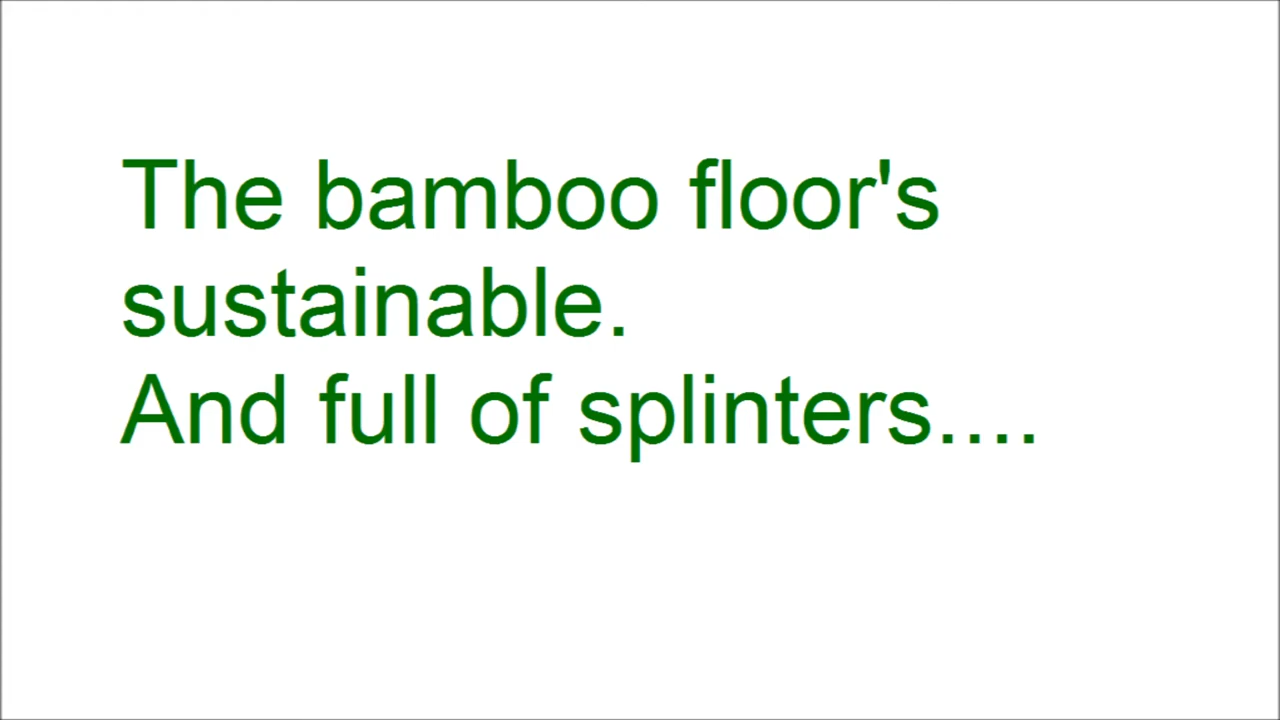 The bamboo floor's
sustainable.
And full of splinters....